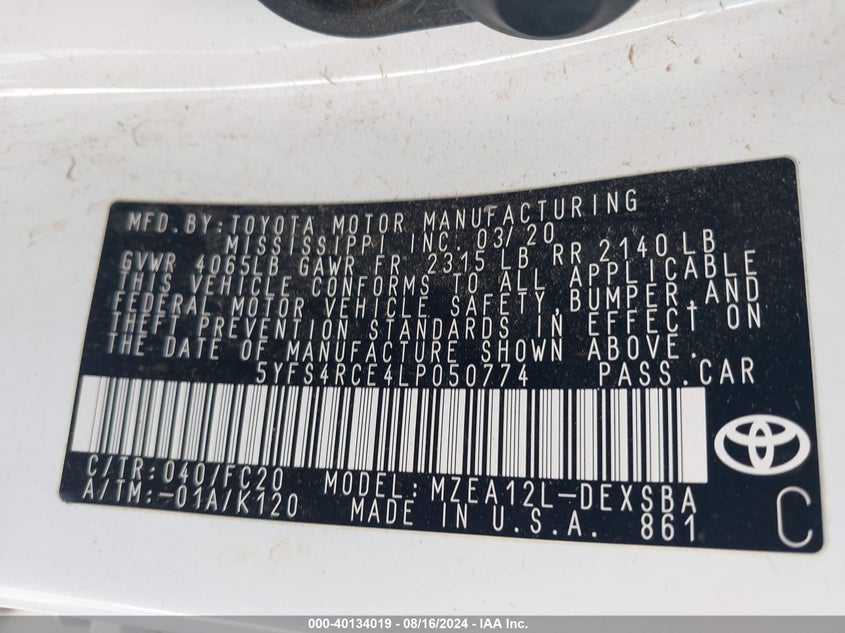 MFD.BY:TOYOTA MOTOR MANUFACTURING
MISSISSIPPI INC. 03/20
GVWR 4065LB GAWR FR 2315 LB RR 2140 LB
THIS VEHICLE CONFORMS TO ALL APPLICABLE
FEDERAL MOTOR VEHICLE SAFETY,BUMPER,AND
THEFT PREVENTION STANDARDS IN EFFECT ON
THE DATE OF MANUFACTURE SHOWN ABOVE.
5YFS4RCE4LP050774 PASS.CAR
C/TR:040/FC20 MODEL:MZEA12L-DEXSBA
A/TM:-01A/K120 MADE IN U.S.A. 861 C
000-40134019 - 08/16/2024 - IAA Inc.